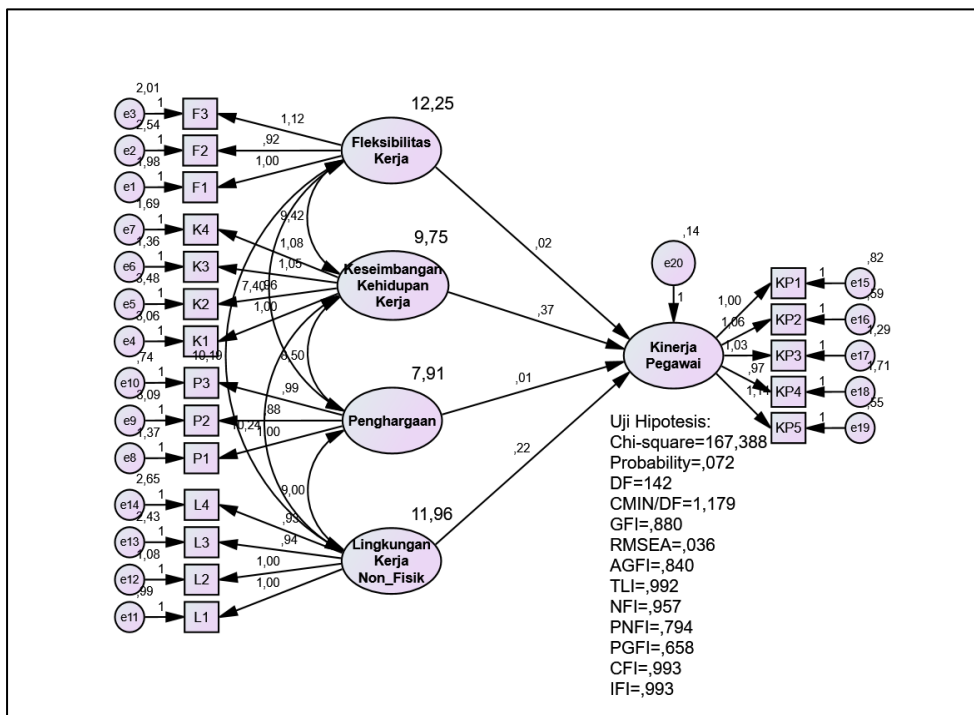 2,01
e3
1
F3
2,54
e2
1
F2
1,98
e1
1
F1
1,69
e7
1
K4
1,36
e6
1
K3
3,48
e5
1
K2
3,06
e4
1
K1
,74
e10
1
P3
3,09
e9
1
P2
1,37
e8
1
P1
2,65
e14
1
L4
2,43
e13
1
L3
1,08
e12
1
L2
,99
e11
1
L1
1,12
,92
1,00
1,08
1,05
,96
1,00
,99
,88
1,00
,93
,94
1,00
1,00
9,42
7,40
10,19
9,00
12,25
Fleksibilitas
Kerja
9,75
Keseimbangan
Kehidupan
Kerja
7,91
Penghargaan
11,96
Lingkungan
Kerja
Non_Fisik
,02
,37
,01
,22
,14
e20
1
Kinerja
Pegawai
1,00
1,06
1,03
,97
1,14
,82
KP1
1
e15
,59
KP2
1
e16
1,29
KP3
1
e17
1,71
KP4
1
e18
,55
KP5
1
e19
Uji Hipotesis:
Chi-square=167,388
Probability=,072
DF=142
CMIN/DF=1,179
GFI=,880
RMSEA=,036
AGFI=,840
TLI=,992
NFI=,957
PNFI=,794
PGFI=,658
CFI=,993
IFI=,993